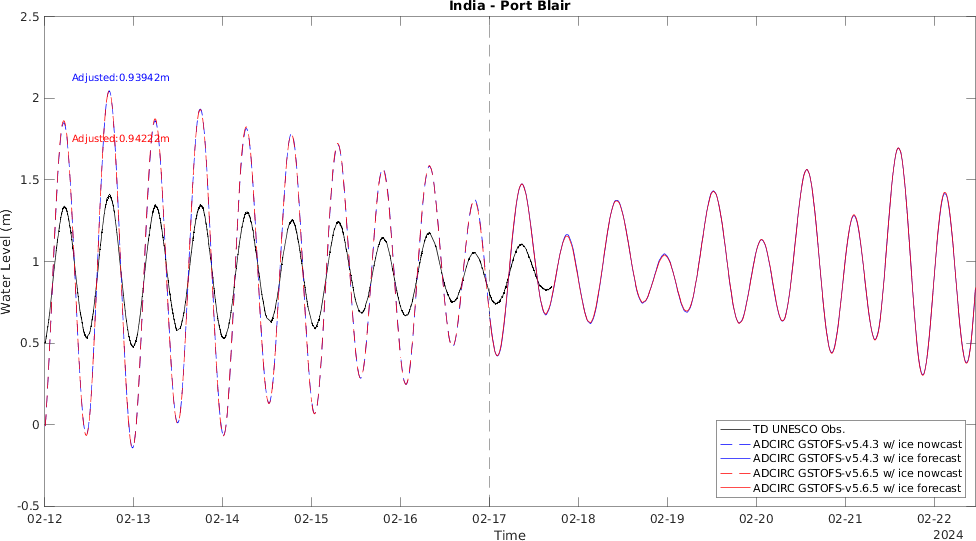 India - Port Blair
2.5
2
1.5
1
0.5
0
-0.5
Water Level (m)
Adjusted:0.93942m
Adjusted:0.94222m
TD UNESCO Obs.
ADCIRC GSTOFS-v5.4.3 w/ ice nowcast
ADCIRC GSTOFS-v5.4.3 w/ ice forecast
ADCIRC GSTOFS-v5.6.5 w/ ice nowcast
ADCIRC GSTOFS-v5.6.5 w/ ice forecast
02-12 02-13 02-14 02-15 02-16 02-17 02-18 02-19 02-20 02-21 02-22
Time
2024